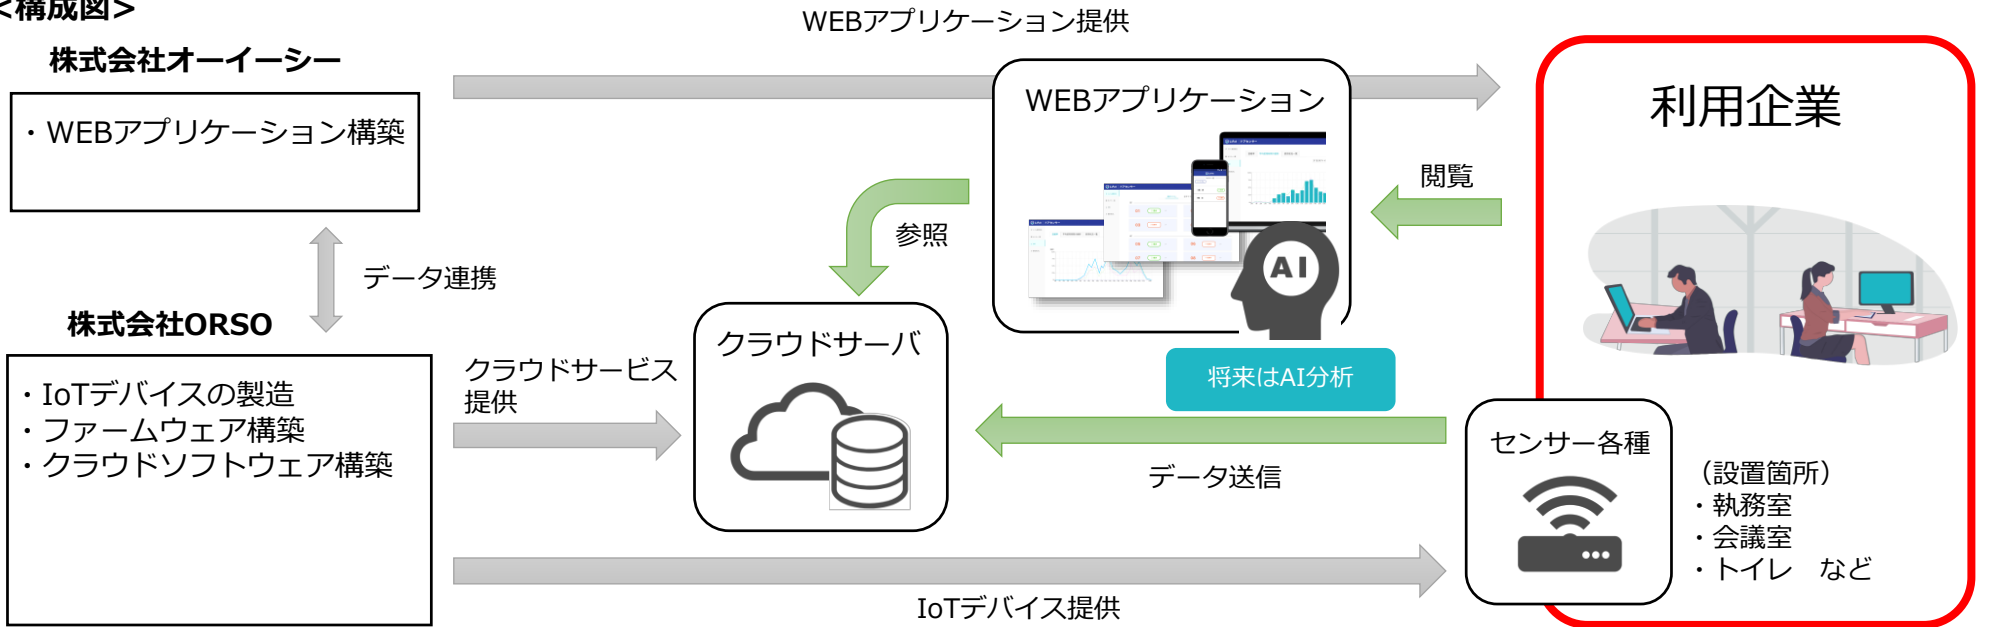 <構成図>
WEBアプリケーション提供
株式会社オーイーシー
・WEBアプリケーション構築
WEBアプリケーション
利用企業
閲覧
参照
データ連携
AI
株式会社ORSO
・IoTデバイスの製造
・ファームウェア構築
・クラウドソフトウェア構築
クラウドサービス
提供
クラウドサーバ
将来はAI分析
データ送信
センサー各種
（設置箇所）
・執務室
・会議室
・トイレ　など
IoTデバイス提供